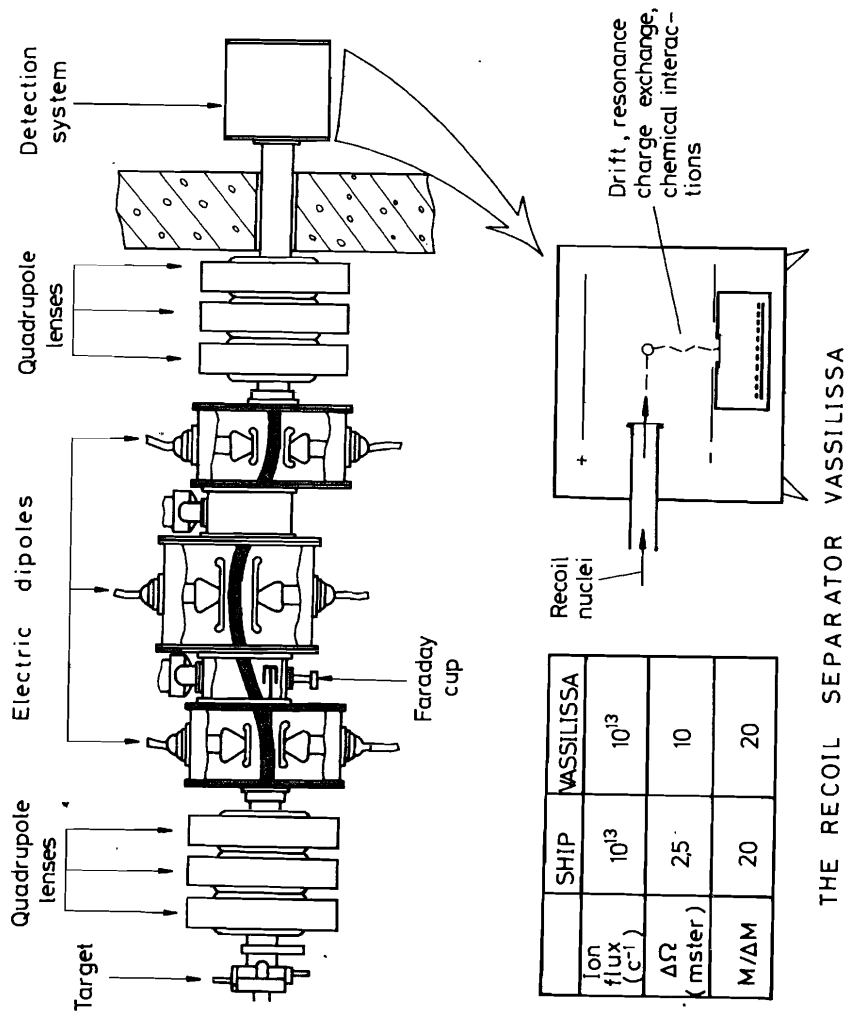 Target
Quadrupole
lenses
Electric dipoles
Quadrupole
lenses
Detection
system
Faraday
cup
SHIP VASSILISSA
Ion
flux
(c⁻¹) 10¹³ 10¹³
ΔΩ
(mster) 2,5 10
M/ΔM 20 20
Recoil
nuclei
+
−
Drift, resonance
charge exchange,
chemical interac-
tions
THE RECOIL SEPARATOR VASSILISSA